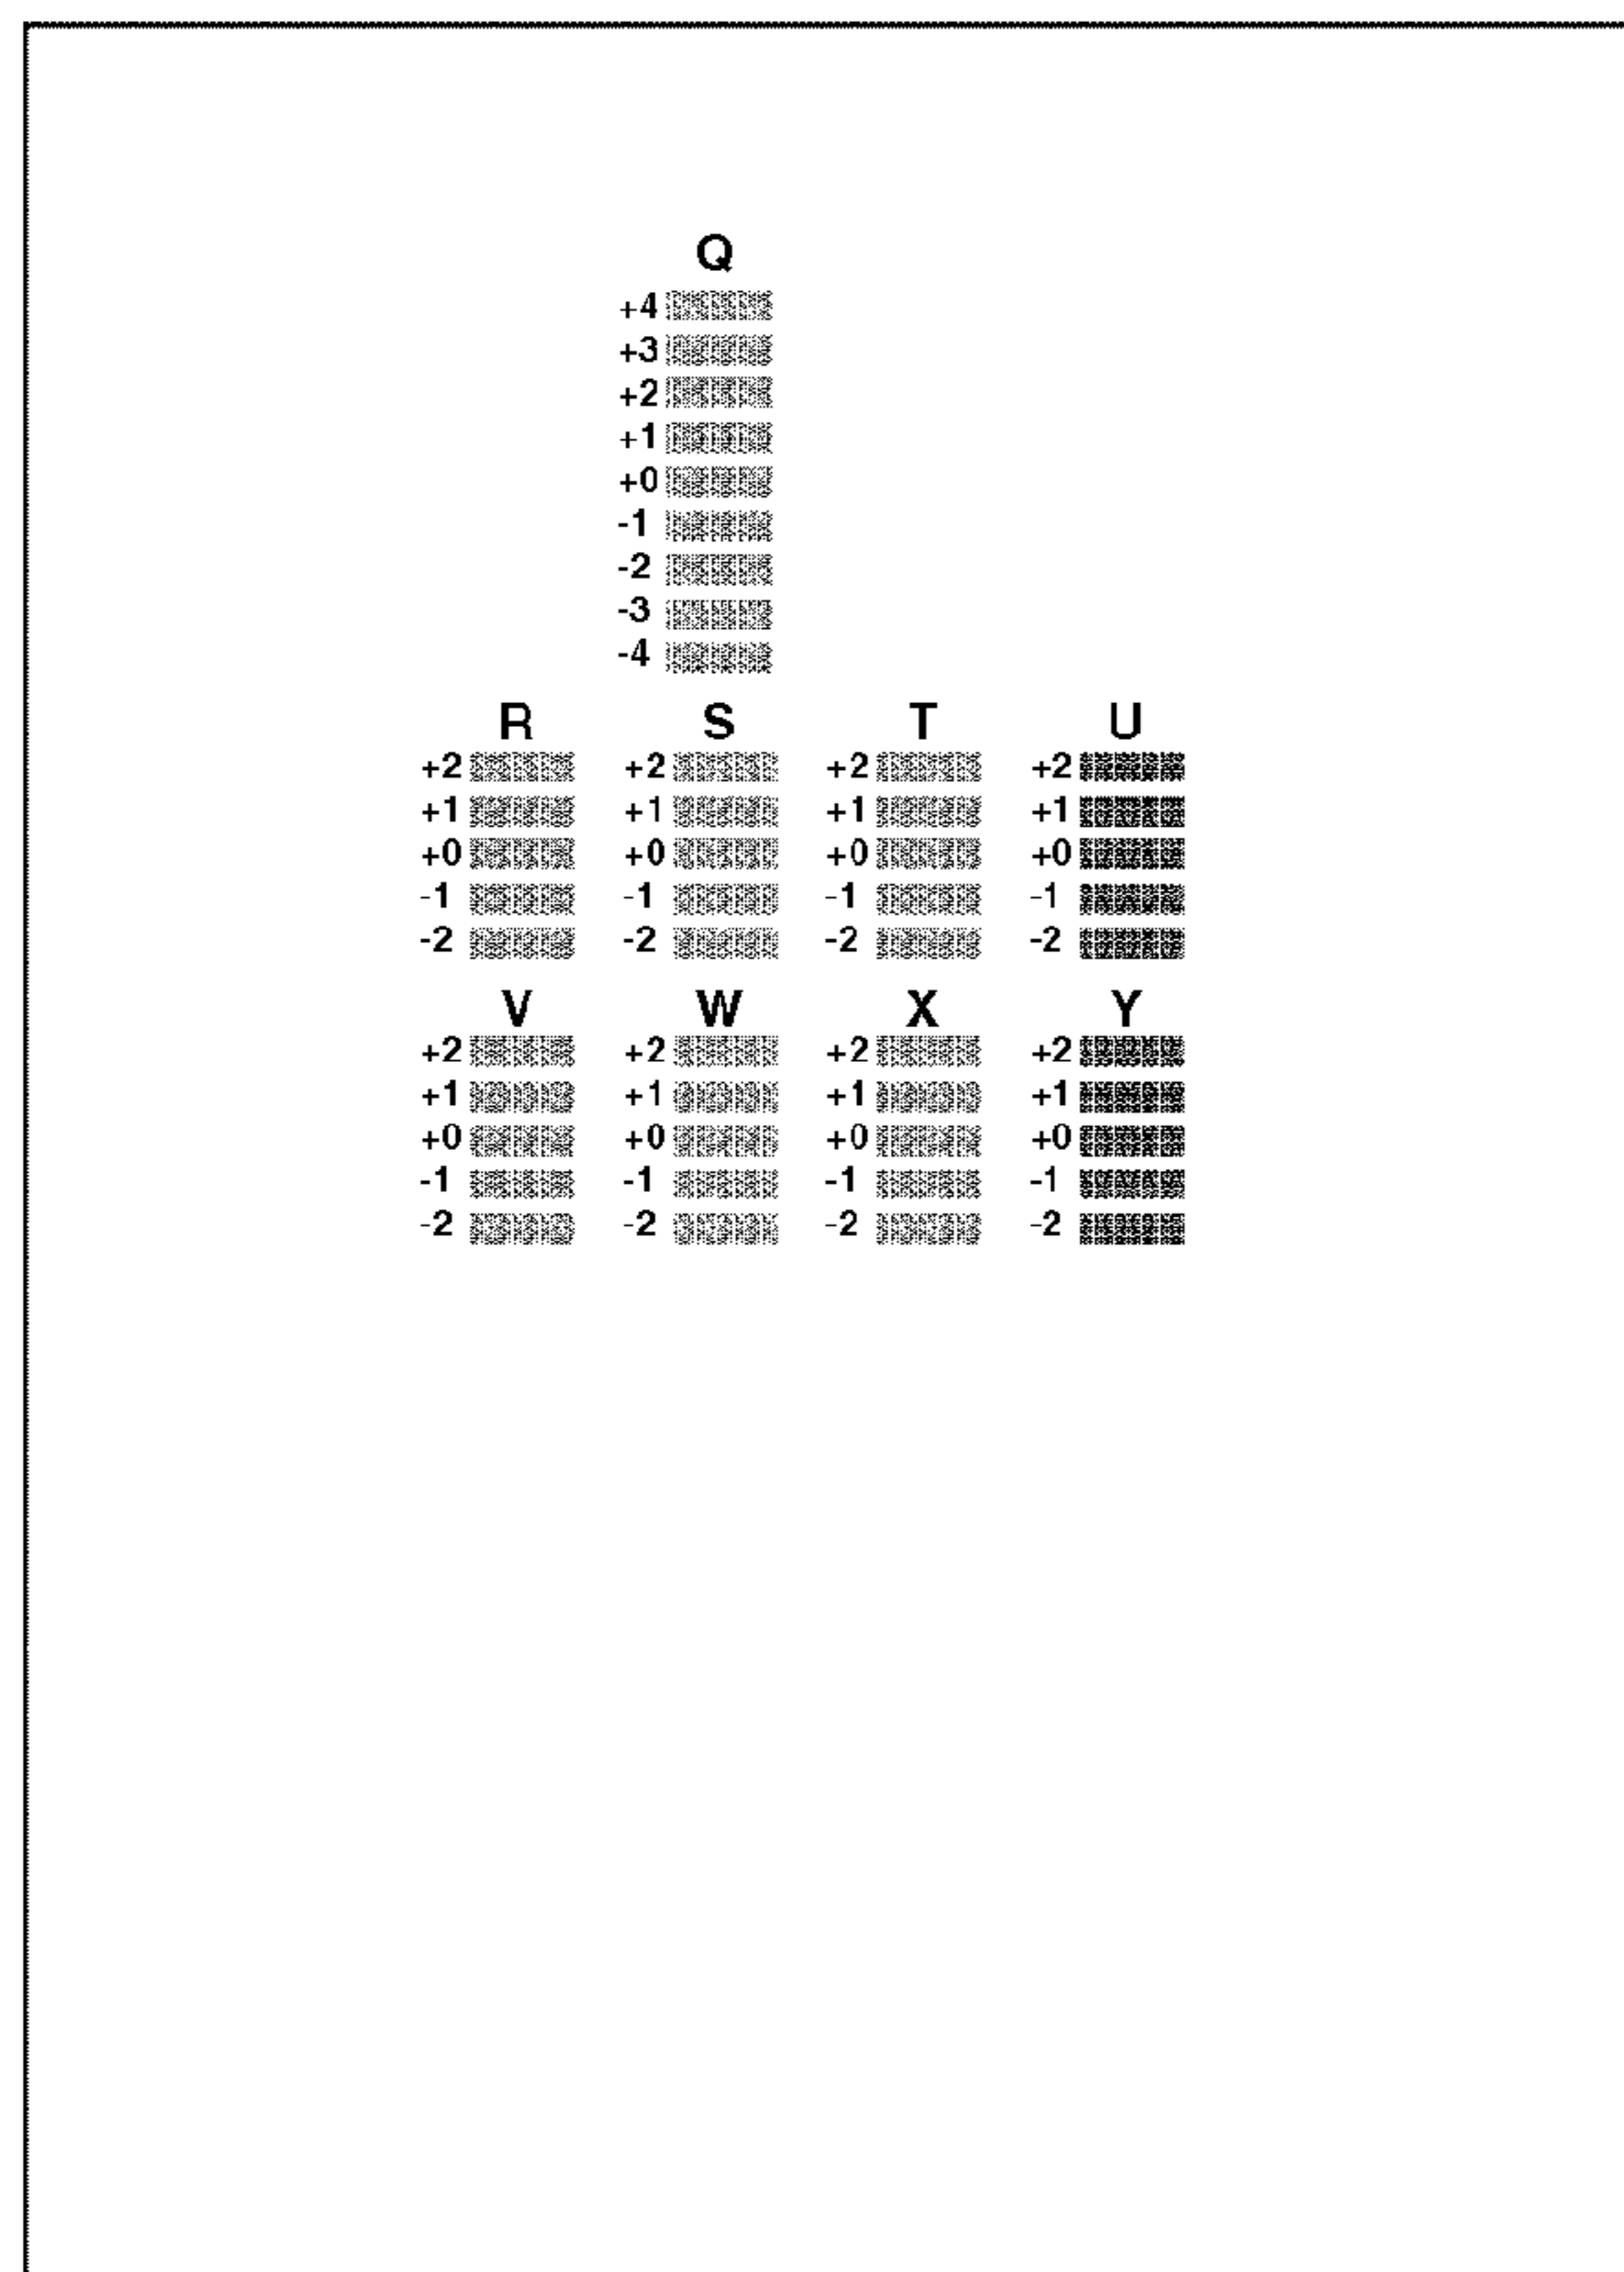 Q
+4
+3
+2
+1
+0
-1
-2
-3
-4
R S T U
+2 +2 +2 +2
+1 +1 +1 +1
+0 +0 +0 +0
-1 -1 -1 -1
-2 -2 -2 -2
V W X Y
+2 +2 +2 +2
+1 +1 +1 +1
+0 +0 +0 +0
-1 -1 -1 -1
-2 -2 -2 -2